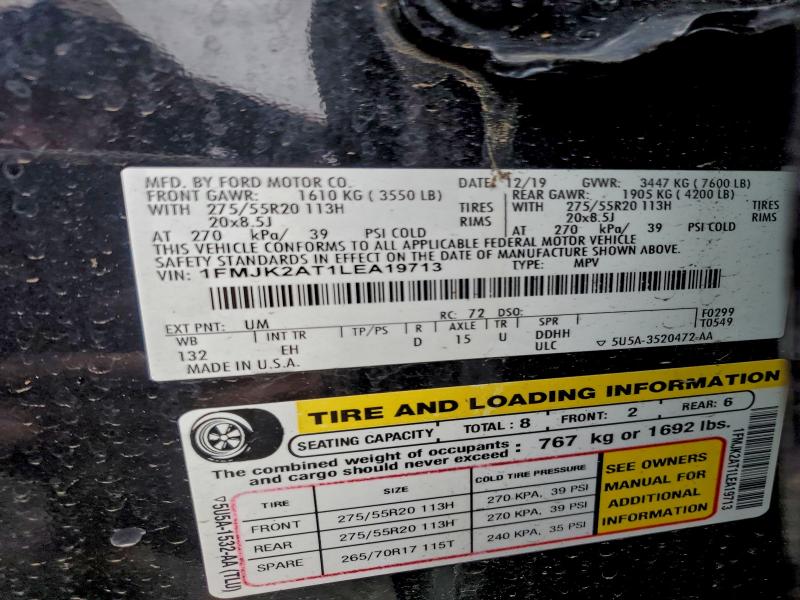 MFD. BY FORD MOTOR CO. DATE: 12/19 GVWR: 3447 KG (7600 LB)
FRONT GAWR: 1610 KG (3550 LB) REAR GAWR: 1905 KG (4200 LB)
WITH 275/55R20 113H TIRES 275/55R20 113H TIRES
20x8.5J RIMS 20x8.5J RIMS
AT 270 kPa/ 39 PSI COLD AT 270 kPa/ 39 PSI COLD
THIS VEHICLE CONFORMS TO ALL APPLICABLE FEDERAL MOTOR VEHICLE
SAFETY STANDARDS IN EFFECT ON THE DATE OF MANUFACTURE SHOWN ABOVE.
VIN: 1FMJK2AT1LEA19713 TYPE: MPV
EXT PNT: UM RC: 72 DSO: F0299
WB INT TR TP/PS R AXLE TR SPR T0549
132 EH D 15 U DDHH
ULC ▽ 5U5A-3520472-AA
MADE IN U.S.A.
TIRE AND LOADING INFORMATION
SEATING CAPACITY TOTAL: 8 FRONT: 2 REAR: 6
The combined weight of occupants and cargo should never exceed: 767 kg or 1692 lbs.
TIRE SIZE COLD TIRE PRESSURE
FRONT 275/55R20 113H 270 KPA, 39 PSI
REAR 275/55R20 113H 270 KPA, 39 PSI
SPARE 265/70R17 115T 240 KPA, 35 PSI
SEE OWNERS
MANUAL FOR
ADDITIONAL
INFORMATION
▽5U5A-1532-AA (TLU)
1FMJK2AT1LEA19713